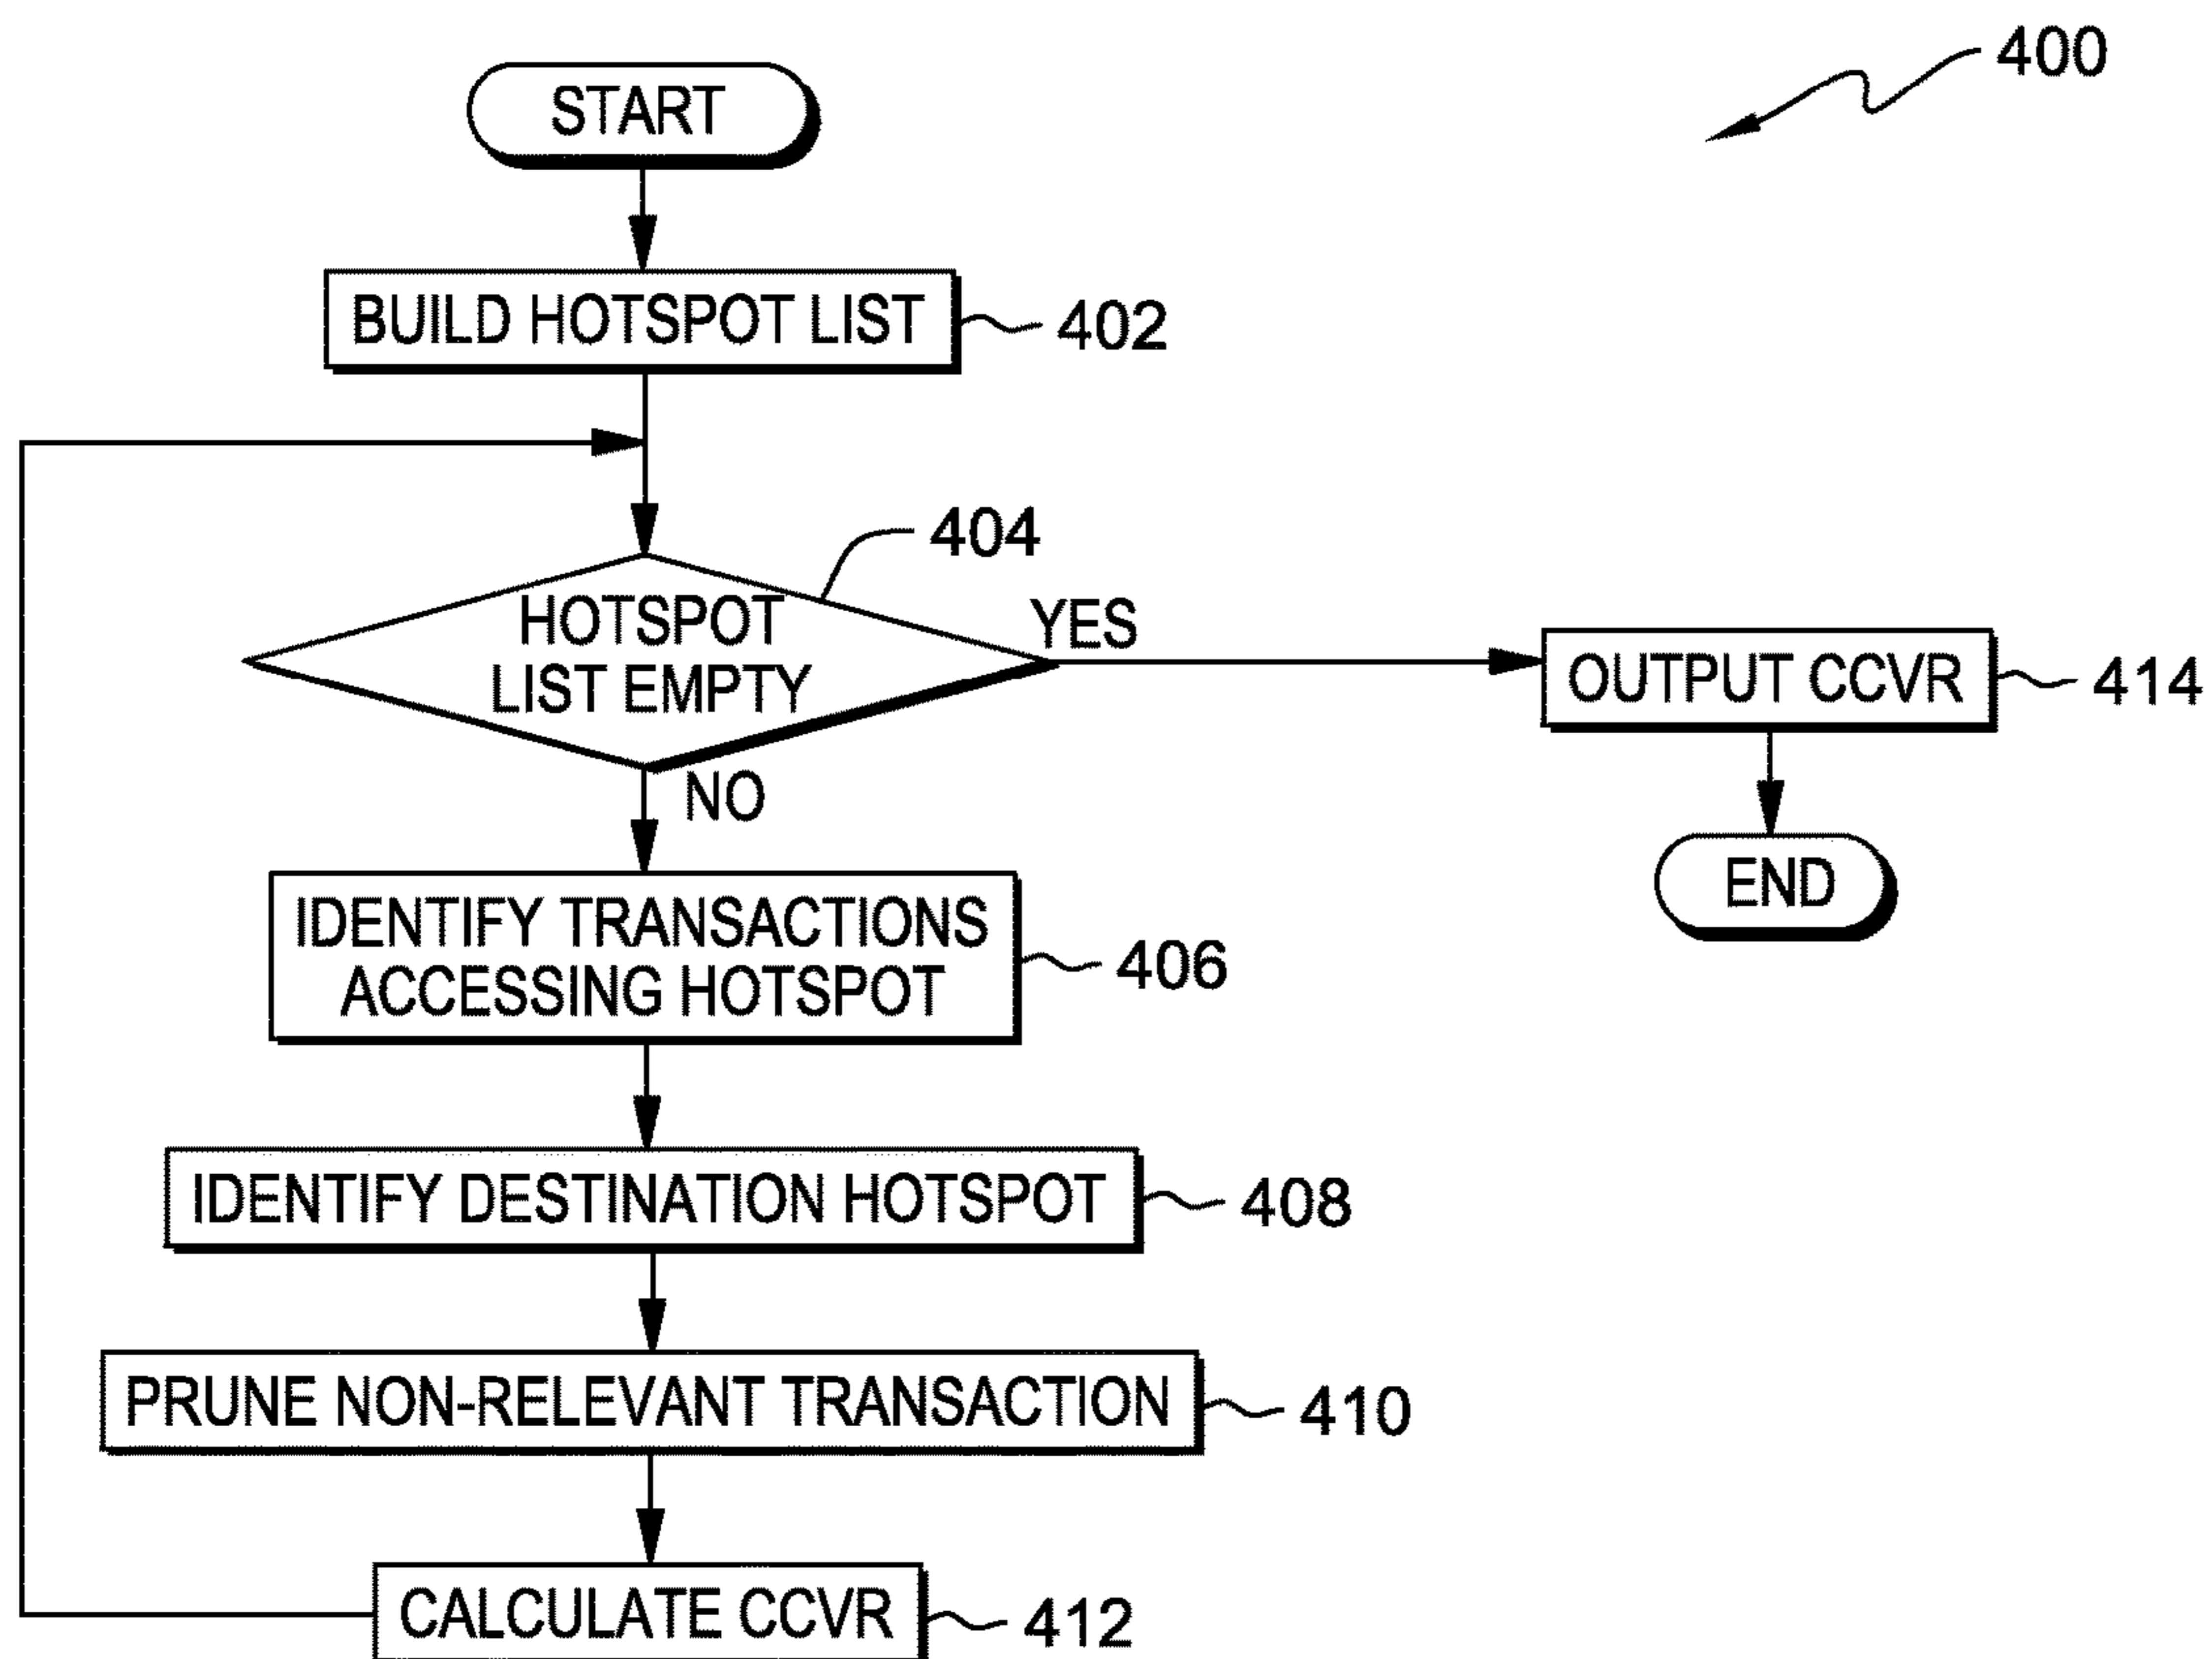 400
START
BUILD HOTSPOT LIST
402
404
HOTSPOT
LIST EMPTY
YES
OUTPUT CCVR
414
NO
END
IDENTIFY TRANSACTIONS
ACCESSING HOTSPOT
406
IDENTIFY DESTINATION HOTSPOT
408
PRUNE NON-RELEVANT TRANSACTION
410
CALCULATE CCVR
412